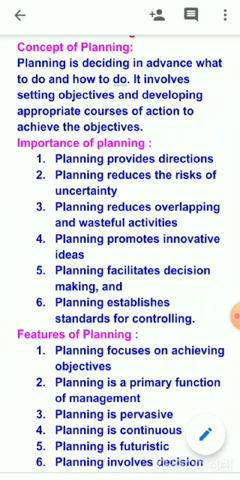 Concept of Planning:
Planning is deciding in advance what
to do and how to do. It involves
setting objectives and developing
appropriate courses of action to
achieve the objectives.
Importance of planning :
1. Planning provides directions
2. Planning reduces the risks of
uncertainty
3. Planning reduces overlapping
and wasteful activities
4. Planning promotes innovative
ideas
5. Planning facilitates decision
making, and
6. Planning establishes
standards for controlling.
Features of Planning :
1. Planning focuses on achieving
objectives
2. Planning is a primary function
of management
3. Planning is pervasive
4. Planning is continuous
5. Planning is futuristic
6. Planning involves decision